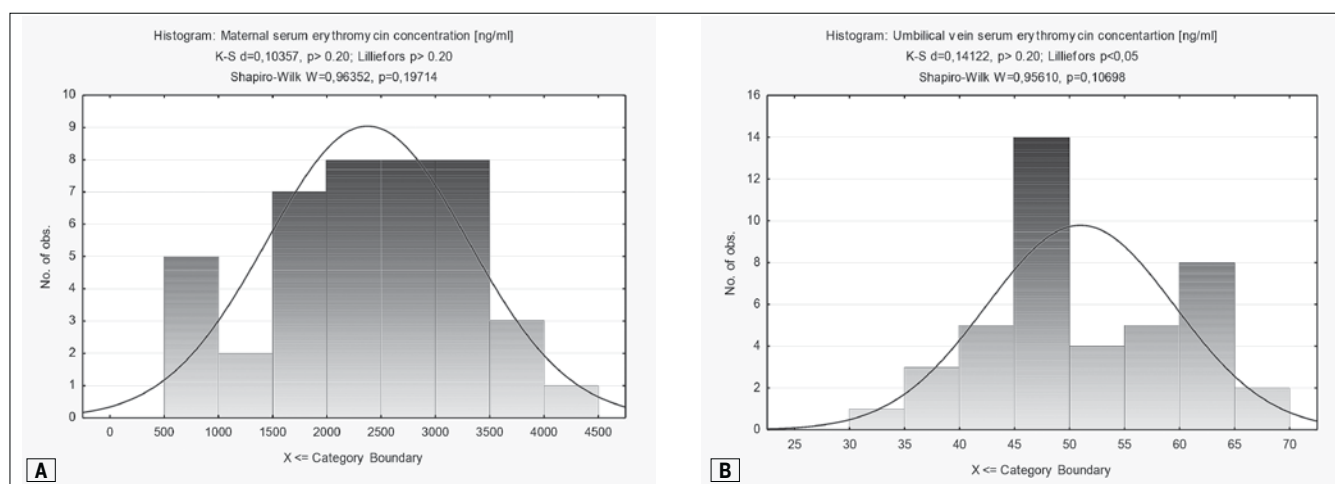 Histogram: Maternal serum erythromycin concentration [ng/ml]
K-S d=0,10357, p> 0.20; Lilliefors p> 0.20
Shapiro-Wilk W=0,96352, p=0,19714
10
9
8
7
6
5
4
3
2
1
0
No. of obs.
0 500 1000 1500 2000 2500 3000 3500 4000 4500
X <= Category Boundary
A
Histogram: Umbilical vein serum erythromycin concentartion [ng/ml]
K-S d=0,14122, p> 0.20; Lilliefors p<0,05
Shapiro-Wilk W=0,95610, p=0,10698
16
14
12
10
8
6
4
2
0
No. of obs.
25 30 35 40 45 50 55 60 65 70
X <= Category Boundary
B